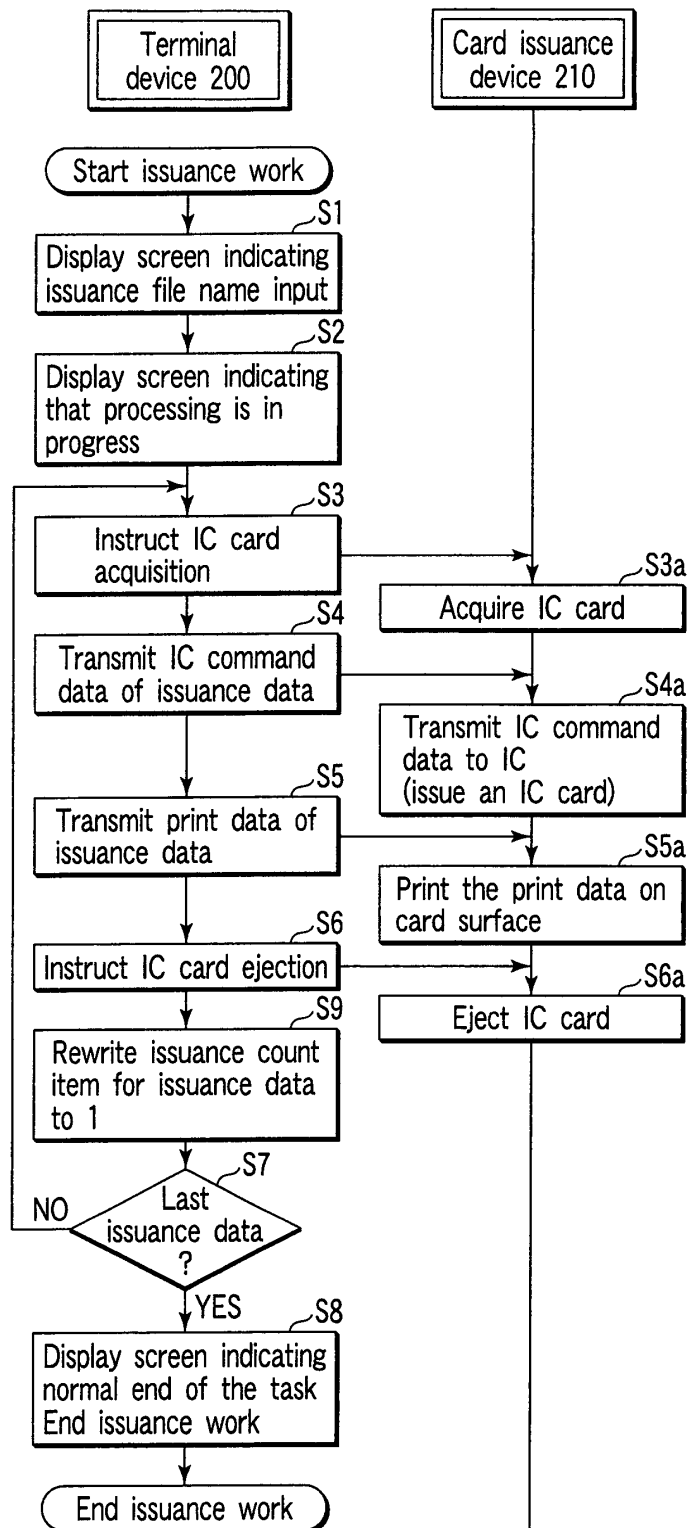 Terminal
device 200
Card issuance
device 210
Start issuance work
S1
Display screen indicating
issuance file name input
S2
Display screen indicating
that processing is in
progress
S3
Instruct IC card
acquisition
S3a
Acquire IC card
S4
Transmit IC command
data of issuance data
S4a
Transmit IC command
data to IC
(issue an IC card)
S5
Transmit print data of
issuance data
S5a
Print the print data on
card surface
S6
Instruct IC card ejection
S6a
Eject IC card
S9
Rewrite issuance count
item for issuance data
to 1
S7
NO
Last
issuance data
?
YES
S8
Display screen indicating
normal end of the task
End issuance work
End issuance work